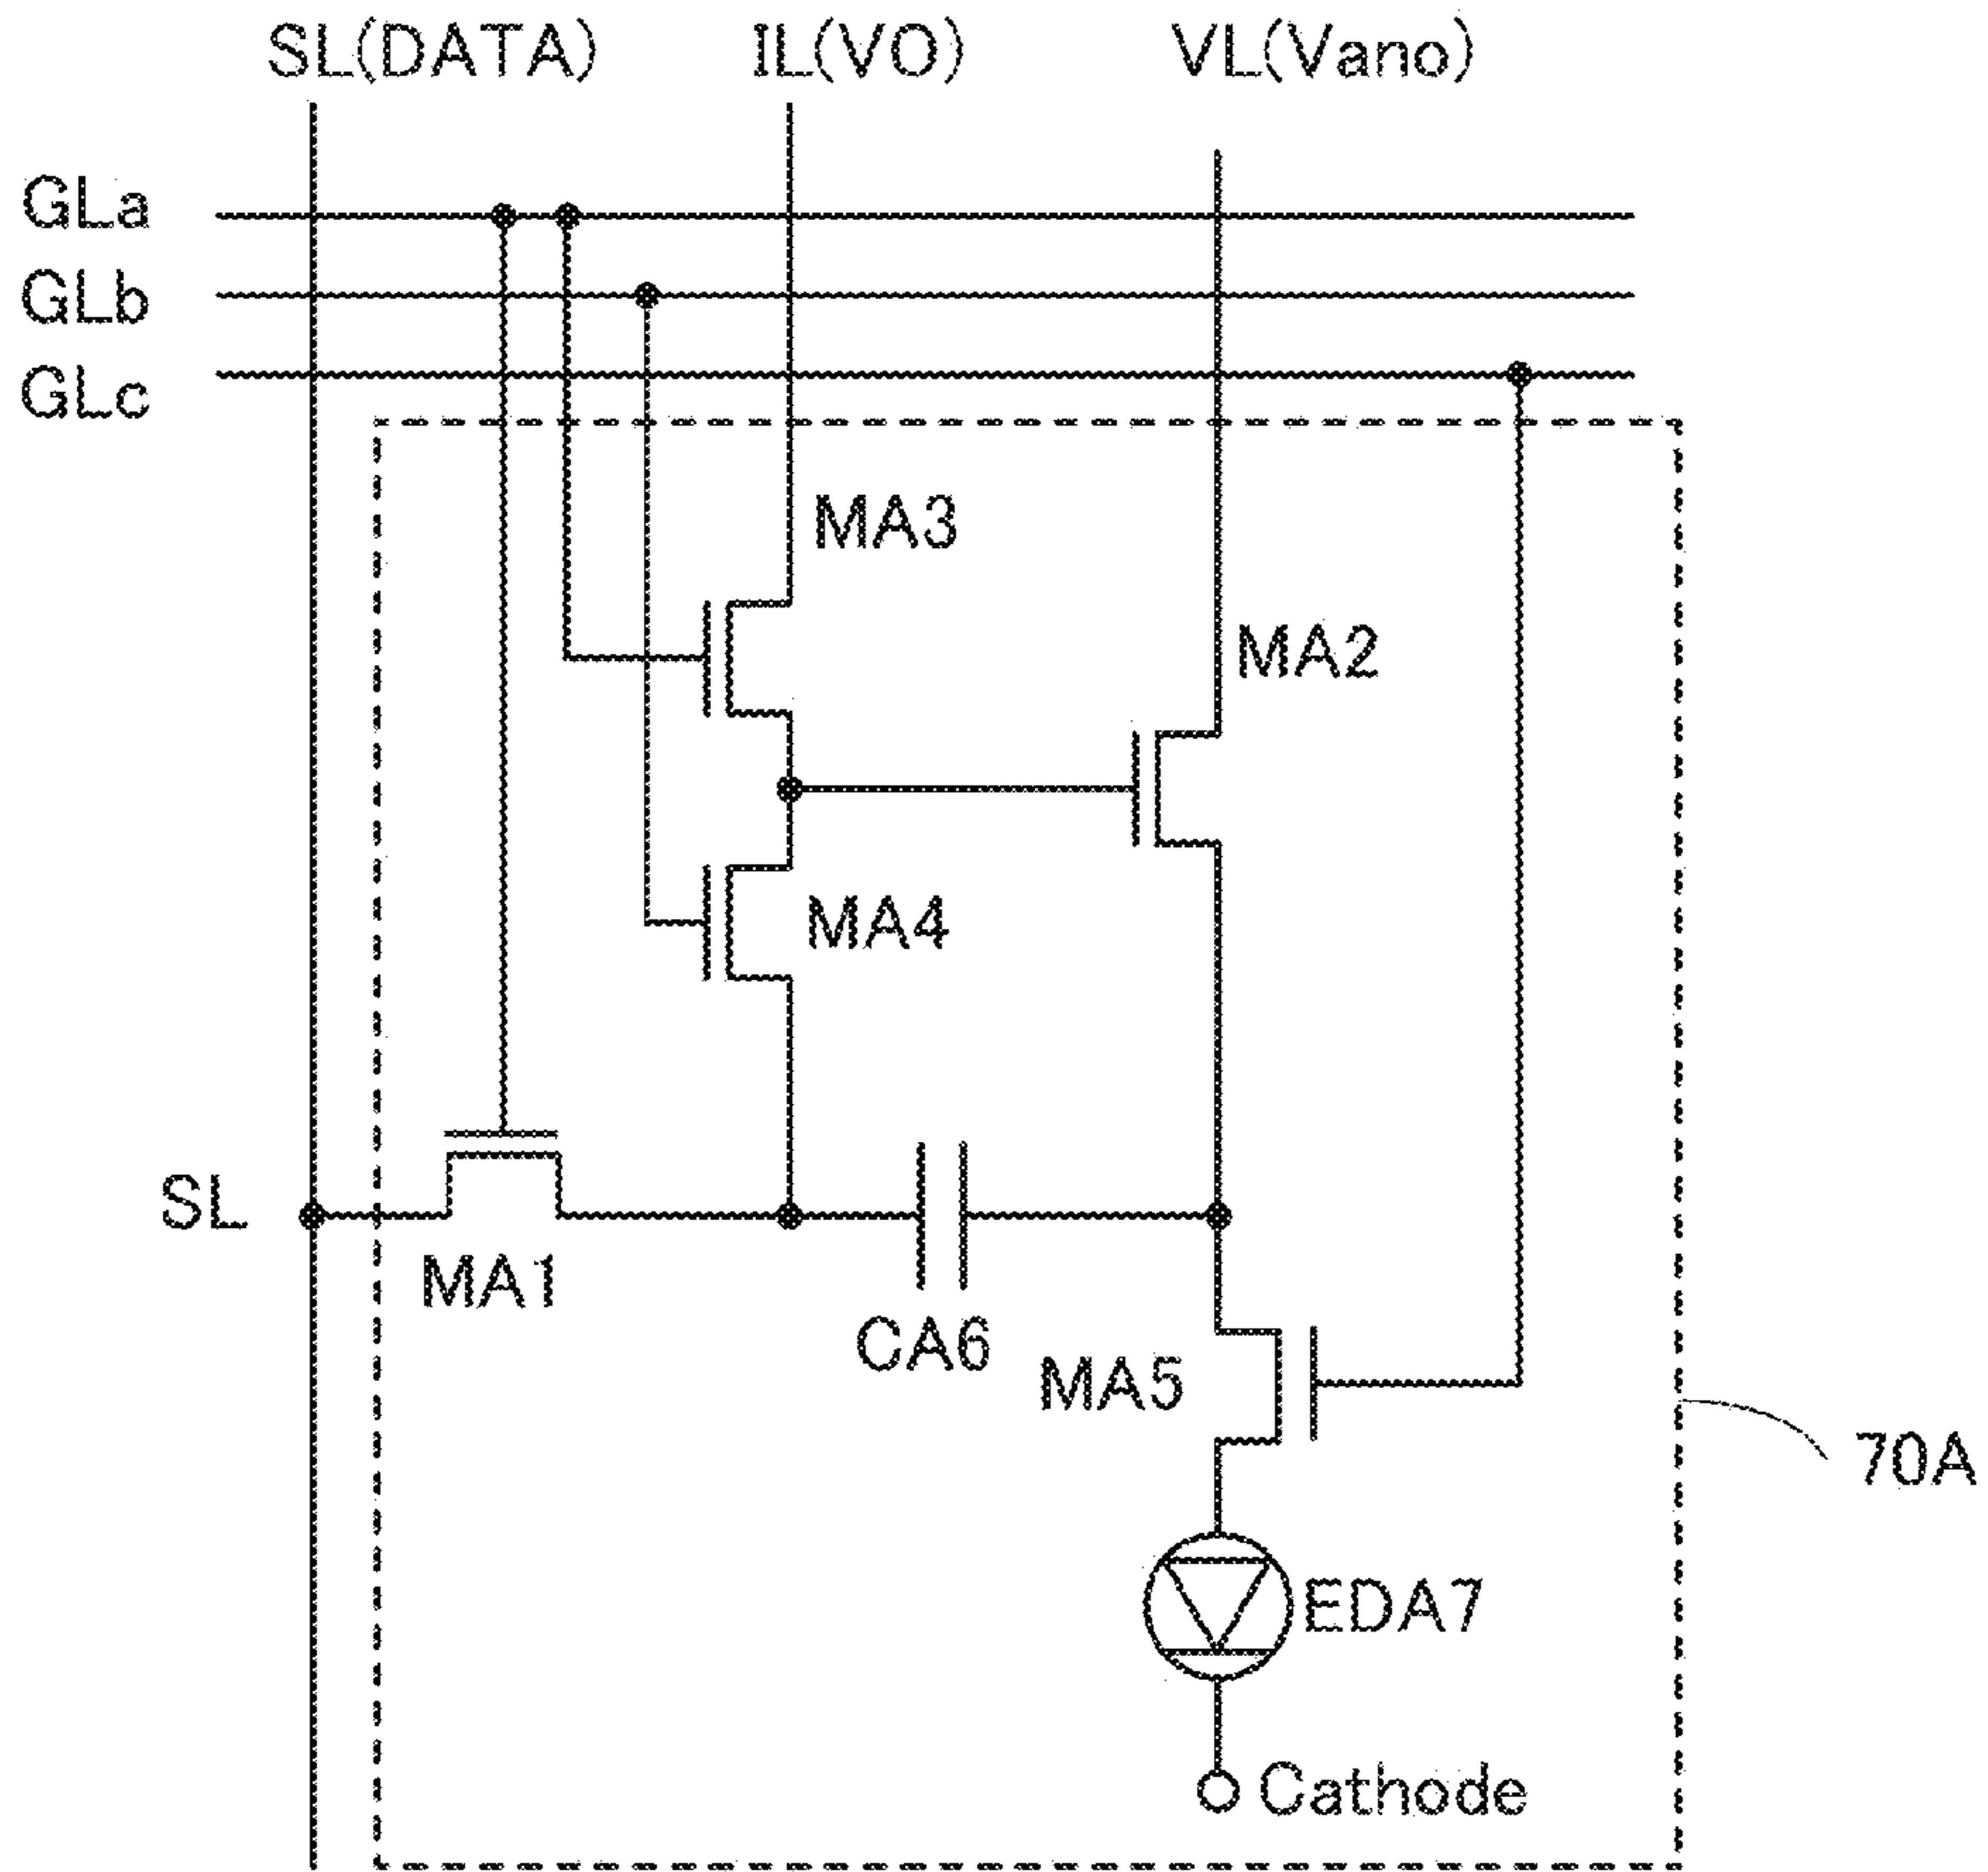 SL(DATA) IL(VO) VL(Vano)
GLa
GLb
GLc
MA3
MA2
MA4
SL
MA1
CA6
MA5
70A
EDA7
Cathode